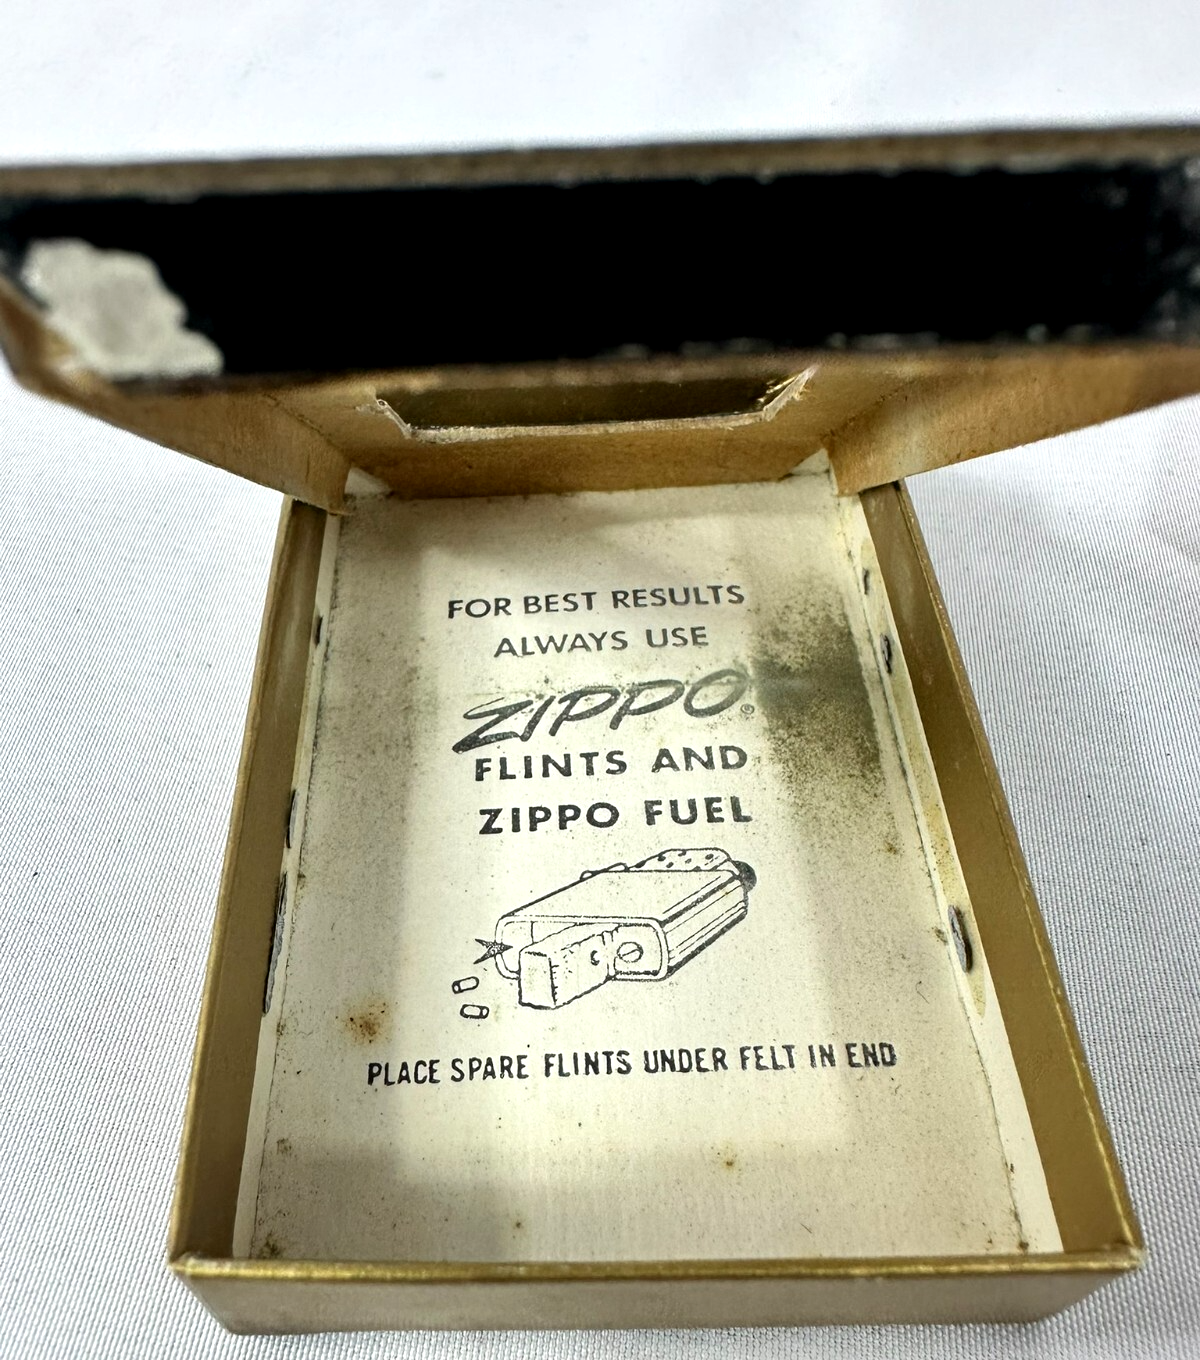 FOR BEST RESULTS
ALWAYS USE
ZIPPO®
FLINTS AND
ZIPPO FUEL
PLACE SPARE FLINTS UNDER FELT IN END